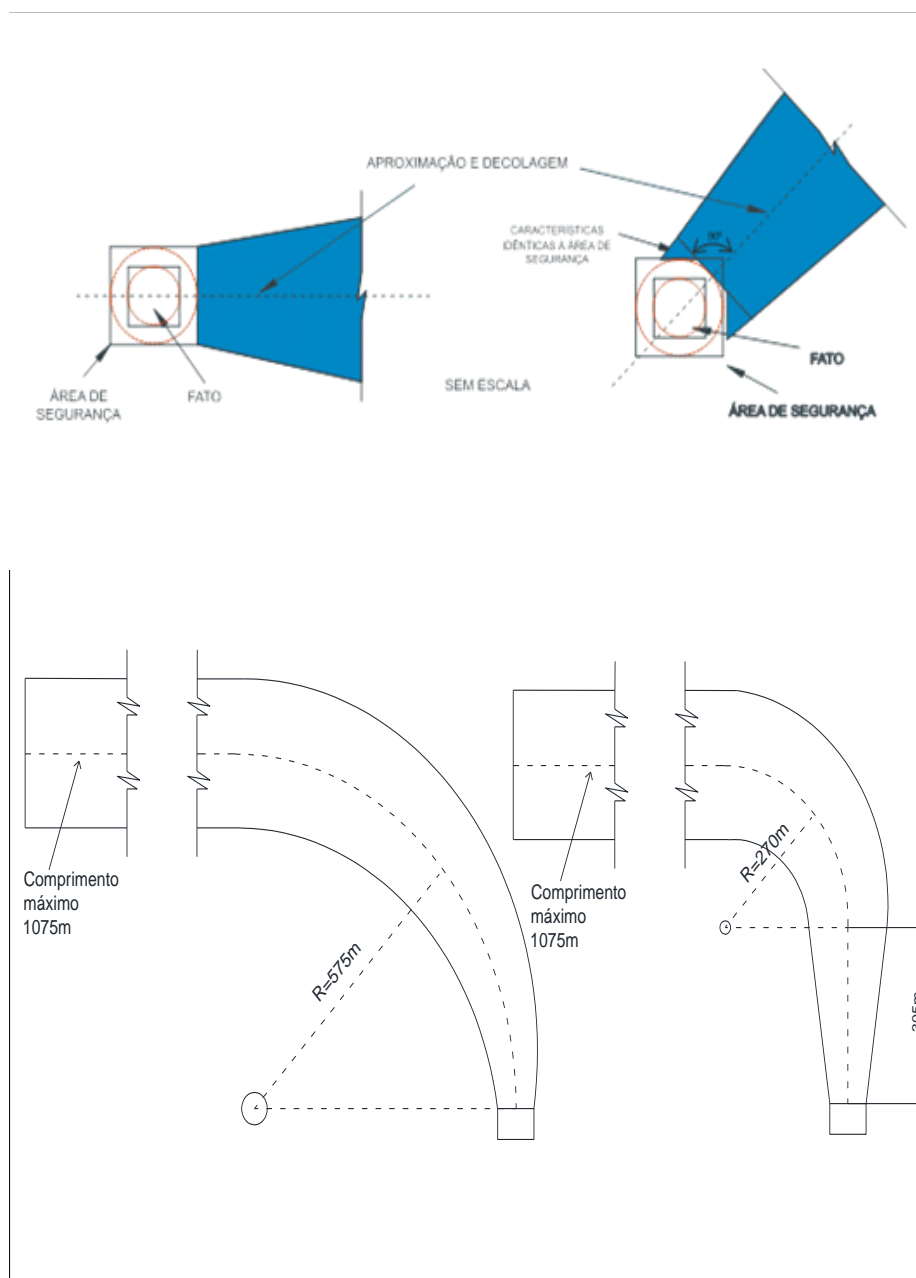 APROXIMAÇÃO E DECOLAGEM
CARACTERÍSTICAS
IDÊNTICAS A ÁREA DE
SEGURANÇA
90º
FATO
ÁREA DE SEGURANÇA
ÁREA DE
SEGURANÇA
FATO
SEM ESCALA
Comprimento
máximo
1075m
R=575m
Comprimento
máximo
1075m
R=270m